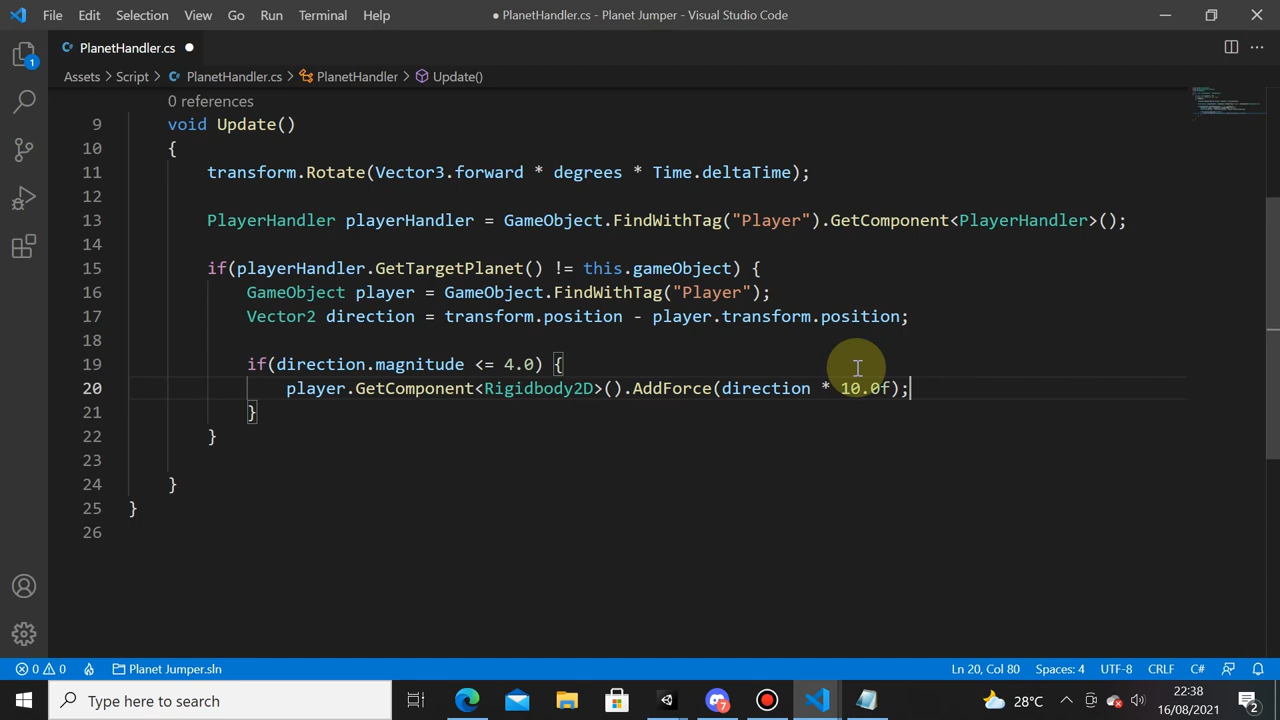 File Edit Selection View Go Run Terminal Help ● PlanetHandler.cs - Planet Jumper - Visual Studio Code
PlanetHandler.cs
Assets > Script > PlanetHandler.cs > PlanetHandler > Update()
1
0 references
9 void Update()
10 {
11 transform.Rotate(Vector3.forward * degrees * Time.deltaTime);
12
13 PlayerHandler playerHandler = GameObject.FindWithTag("Player").GetComponent<PlayerHandler>();
14
15 if(playerHandler.GetTargetPlanet() != this.gameObject) {
16 GameObject player = GameObject.FindWithTag("Player");
17 Vector2 direction = transform.position - player.transform.position;
18
19 if(direction.magnitude <= 4.0) {
20 player.GetComponent<Rigidbody2D>().AddForce(direction * 10.0f);
21 }
22 }
23
24 }
25 }
26
0 0 Planet Jumper.sln Ln 20, Col 80 Spaces: 4 UTF-8 CRLF C#
Type here to search 7 28°C 22:38
16/08/2021 2